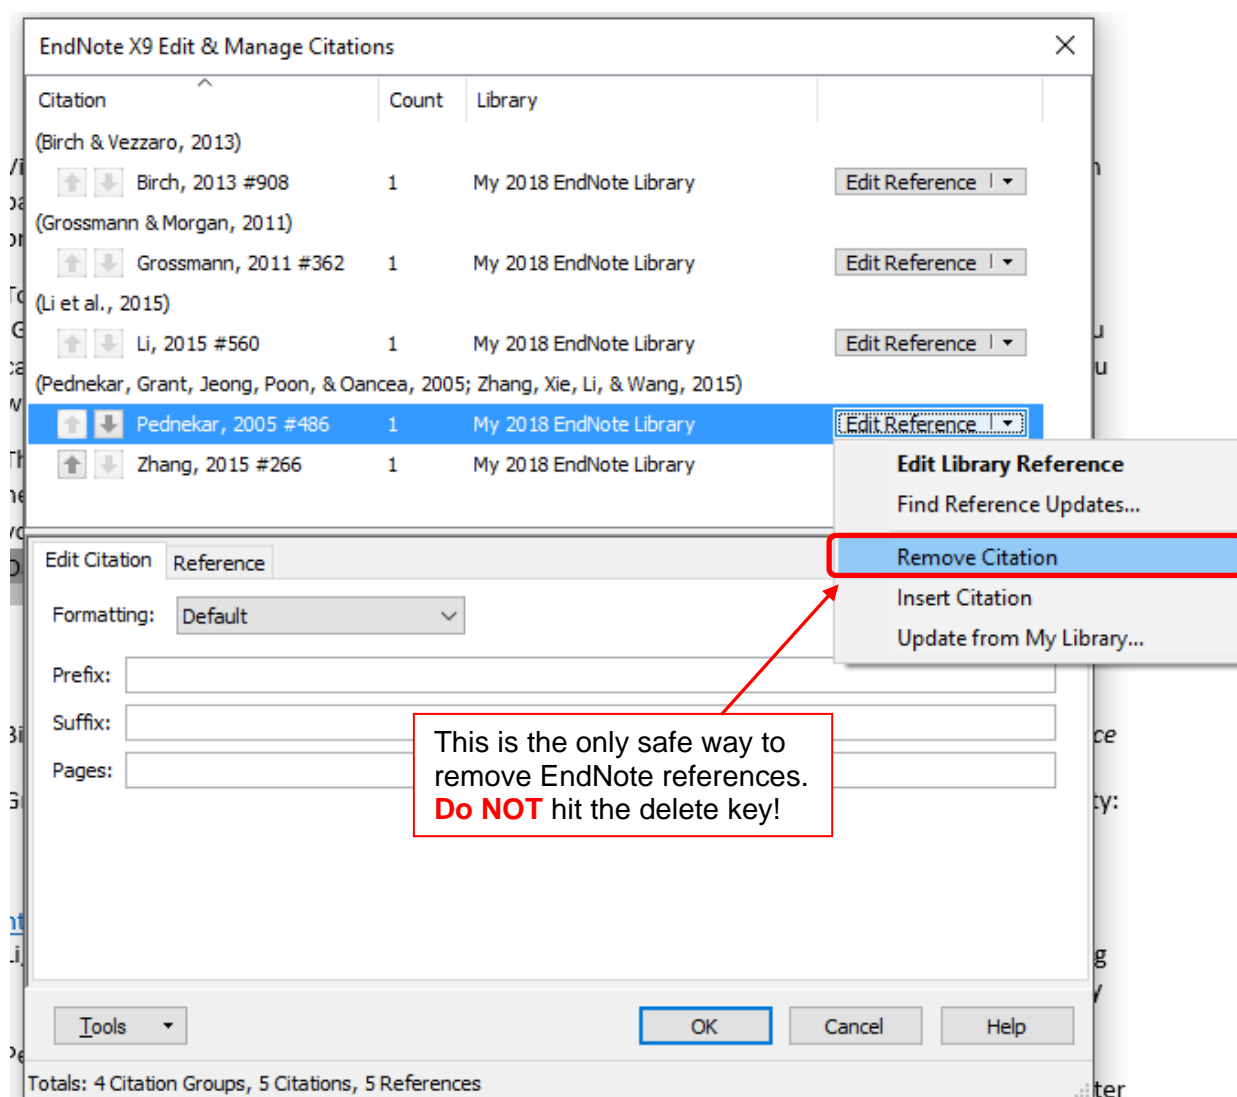 EndNote X9 Edit & Manage Citations
Citation Count Library
(Birch & Vezzaro, 2013)
Birch, 2013 #908 1 My 2018 EndNote Library Edit Reference
(Grossmann & Morgan, 2011)
Grossmann, 2011 #362 1 My 2018 EndNote Library Edit Reference
(Li et al., 2015)
Li, 2015 #560 1 My 2018 EndNote Library Edit Reference
(Pednekar, Grant, Jeong, Poon, & Oancea, 2005; Zhang, Xie, Li, & Wang, 2015)
Pednekar, 2005 #486 1 My 2018 EndNote Library Edit Reference
Zhang, 2015 #266 1 My 2018 EndNote Library
Edit Library Reference
Find Reference Updates...
Remove Citation
Insert Citation
Update from My Library...
Edit Citation Reference
Formatting: Default
Prefix:
Suffix:
Pages:
This is the only safe way to
remove EndNote references.
Do NOT hit the delete key!
Tools OK Cancel Help
Totals: 4 Citation Groups, 5 Citations, 5 References